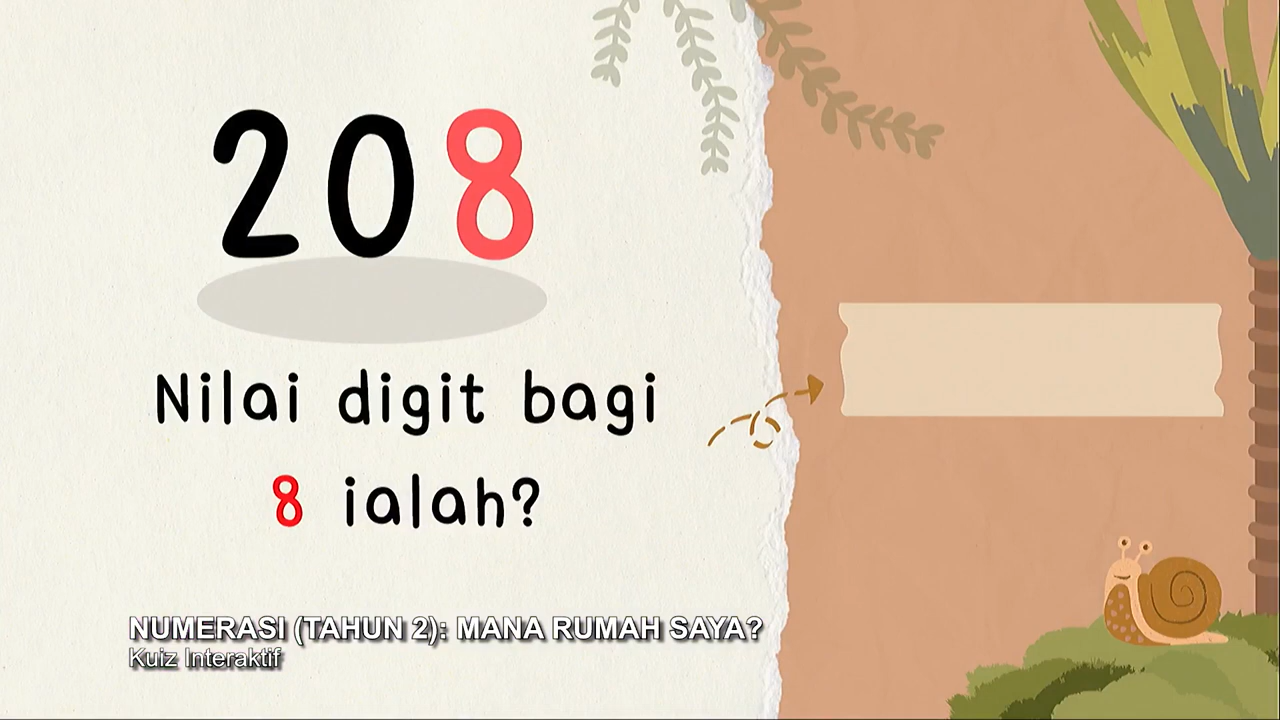 208
Nilai digit bagi
8 ialah?
NUMERASI (TAHUN 2): MANA RUMAH SAYA?
Kuiz Interaktif